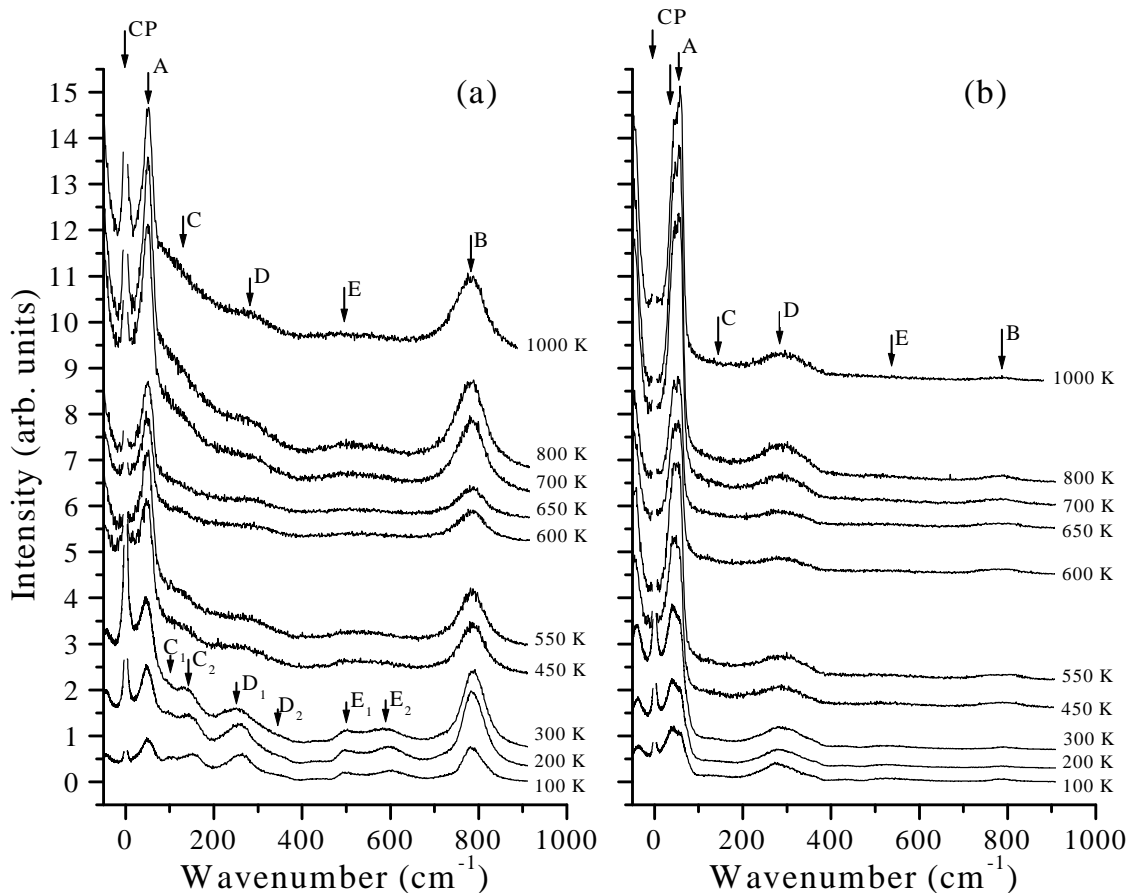 CP
A
(a)
C
D
E
B
1000 K
800 K
700 K
650 K
600 K
550 K
450 K
C₁
C₂
D₁
D₂
E₁
E₂
300 K
200 K
100 K
15
14
13
12
11
10
9
8
7
6
5
4
3
2
1
0
Intensity (arb. units)
0 200 400 600 800 1000
Wavenumber (cm⁻¹)
CP
A
(b)
C
D
E
B
1000 K
800 K
700 K
650 K
600 K
550 K
450 K
300 K
200 K
100 K
0 200 400 600 800 1000
Wavenumber (cm⁻¹)